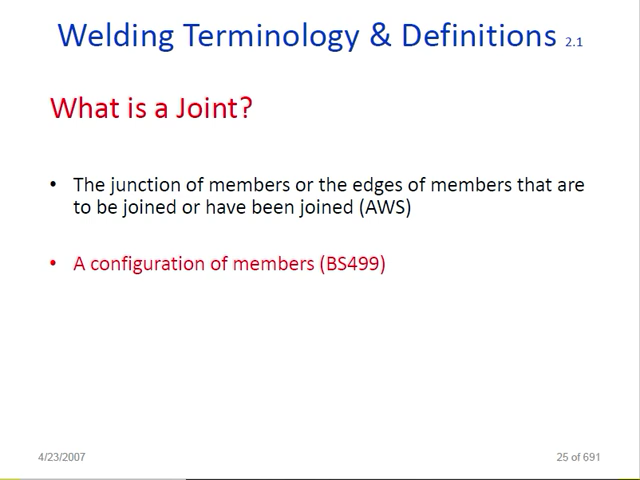 Welding Terminology & Definitions 2.1
What is a Joint?
• The junction of members or the edges of members that are
to be joined or have been joined (AWS)
• A configuration of members (BS499)
4/23/2007
25 of 691